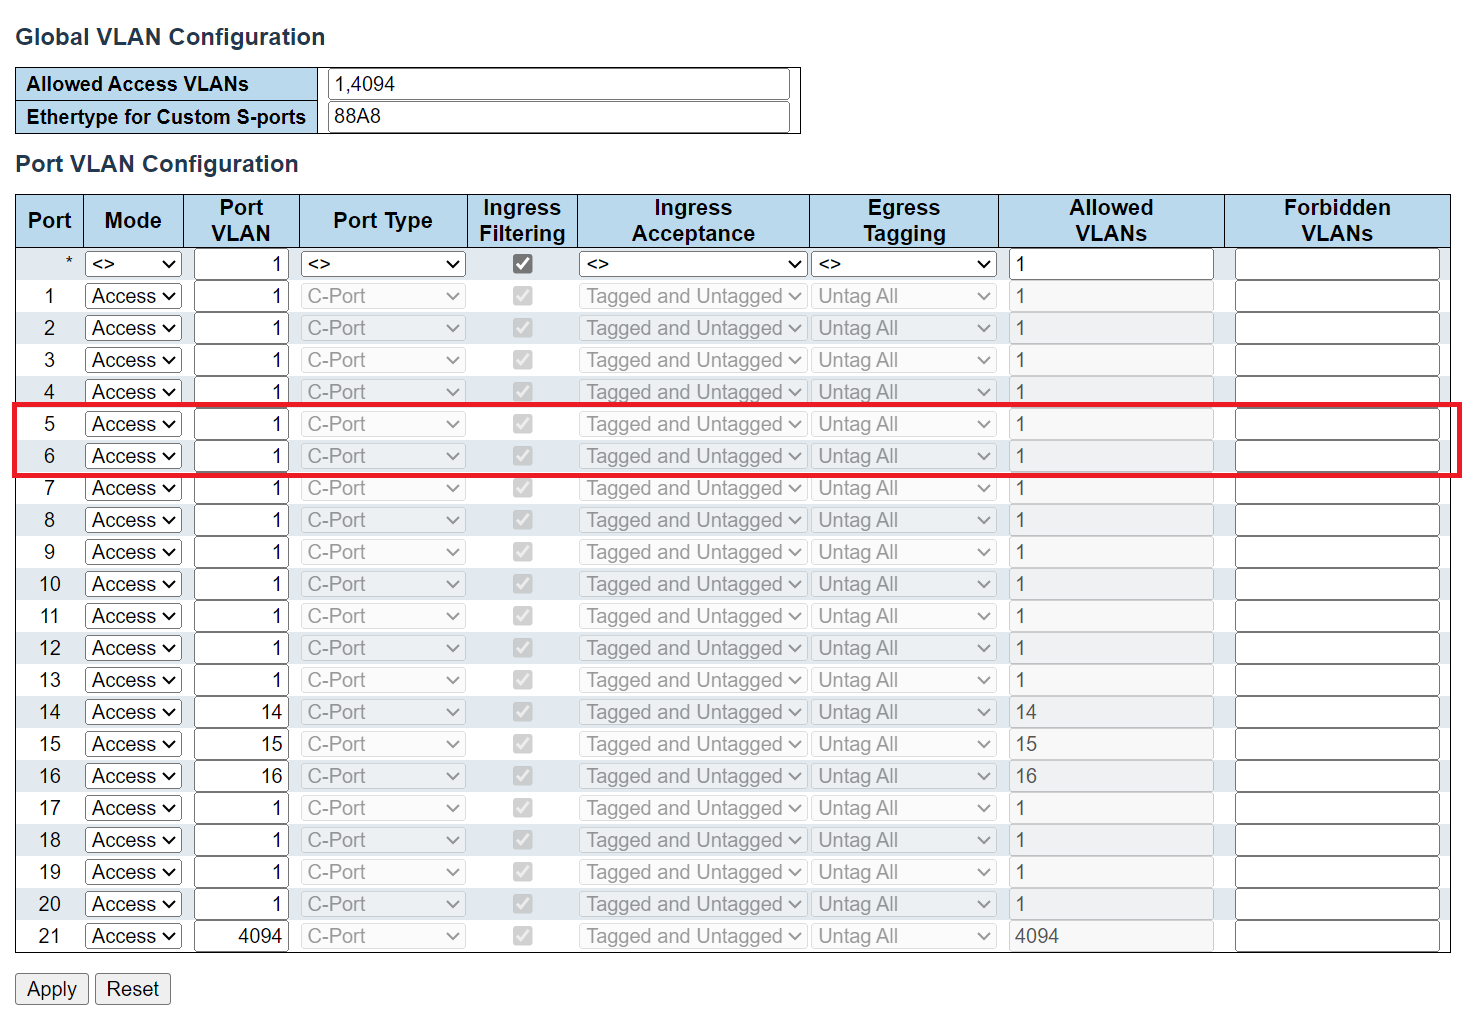 Global VLAN Configuration
Allowed Access VLANs 1,4094
Ethertype for Custom S-ports 88A8
Port VLAN Configuration
Port Mode Port VLAN Port Type Ingress Filtering Ingress Acceptance Egress Tagging Allowed VLANs Forbidden VLANs
* <> 1 <> <> <> 1
1 Access 1 C-Port Tagged and Untagged Untag All 1
2 Access 1 C-Port Tagged and Untagged Untag All 1
3 Access 1 C-Port Tagged and Untagged Untag All 1
4 Access 1 C-Port Tagged and Untagged Untag All 1
5 Access 1 C-Port Tagged and Untagged Untag All 1
6 Access 1 C-Port Tagged and Untagged Untag All 1
7 Access 1 C-Port Tagged and Untagged Untag All 1
8 Access 1 C-Port Tagged and Untagged Untag All 1
9 Access 1 C-Port Tagged and Untagged Untag All 1
10 Access 1 C-Port Tagged and Untagged Untag All 1
11 Access 1 C-Port Tagged and Untagged Untag All 1
12 Access 1 C-Port Tagged and Untagged Untag All 1
13 Access 1 C-Port Tagged and Untagged Untag All 1
14 Access 14 C-Port Tagged and Untagged Untag All 14
15 Access 15 C-Port Tagged and Untagged Untag All 15
16 Access 16 C-Port Tagged and Untagged Untag All 16
17 Access 1 C-Port Tagged and Untagged Untag All 1
18 Access 1 C-Port Tagged and Untagged Untag All 1
19 Access 1 C-Port Tagged and Untagged Untag All 1
20 Access 1 C-Port Tagged and Untagged Untag All 1
21 Access 4094 C-Port Tagged and Untagged Untag All 4094
Apply Reset